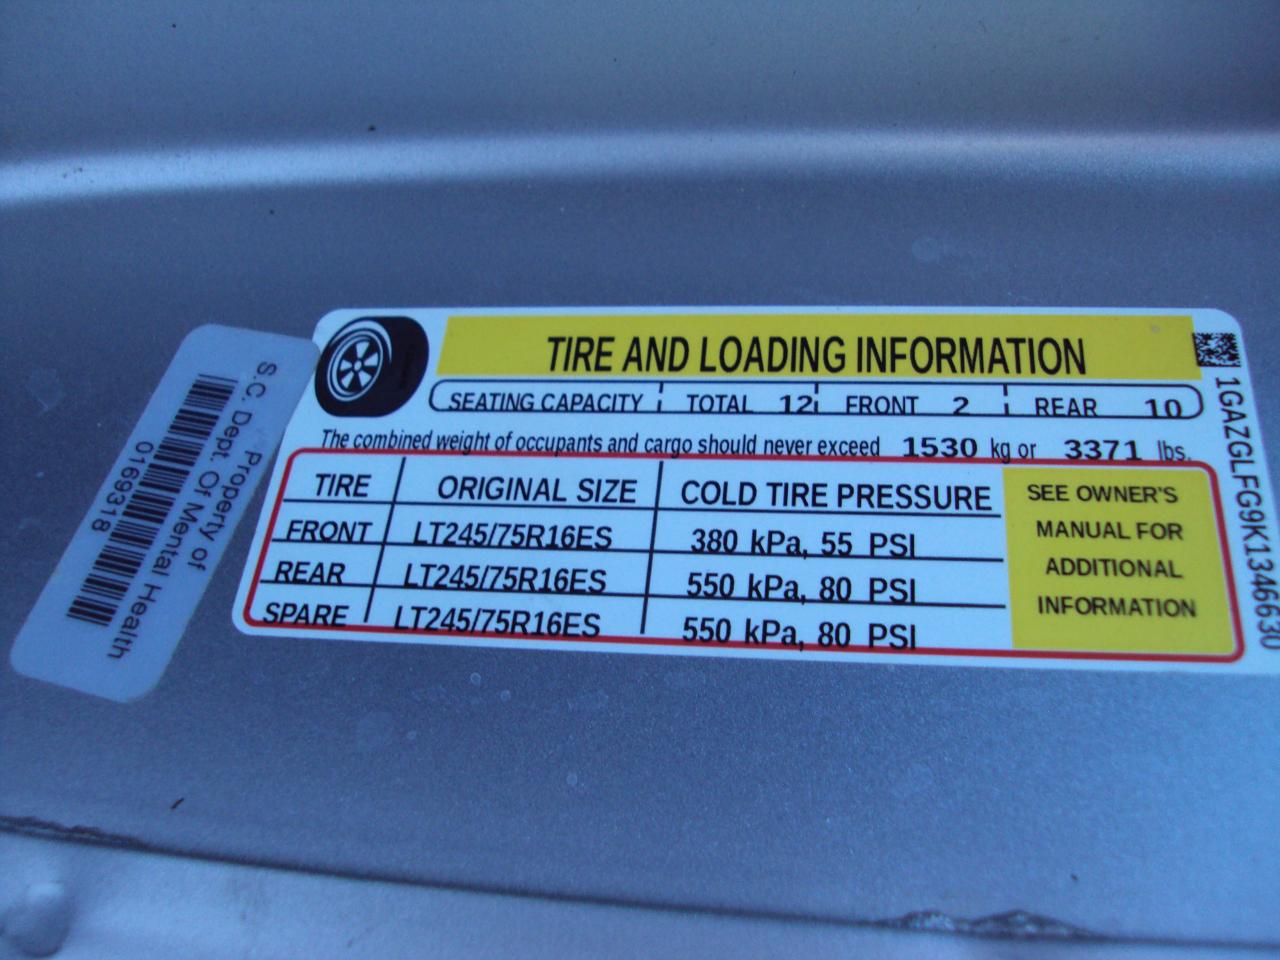 Property of
S.C. Dept. Of Mental Health
0169318
TIRE AND LOADING INFORMATION
SEATING CAPACITY TOTAL 12 FRONT 2 REAR 10
The combined weight of occupants and cargo should never exceed 1530 kg or 3371 lbs.
TIRE ORIGINAL SIZE COLD TIRE PRESSURE
FRONT LT245/75R16ES 380 kPa, 55 PSI
REAR LT245/75R16ES 550 kPa, 80 PSI
SPARE LT245/75R16ES 550 kPa, 80 PSI
SEE OWNER'S
MANUAL FOR
ADDITIONAL
INFORMATION
1GAZGLFG9K1346630